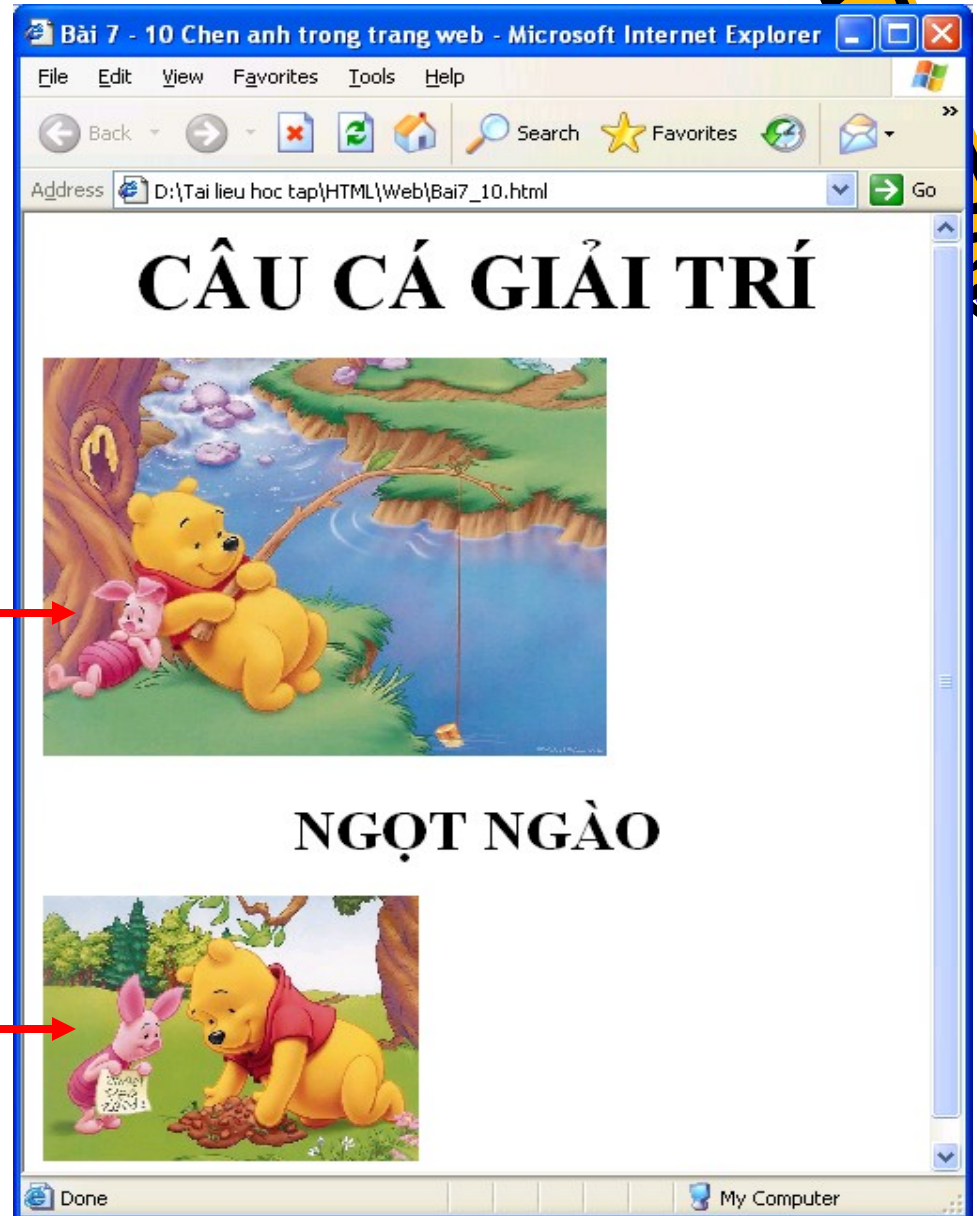 Bài 7 - 10 Chen anh trong trang web - Microsoft Internet Explorer
File Edit View Favorites Tools Help
Back Search Favorites »
Address D:\Tai lieu hoc tap\HTML\Web\Bai7_10.html Go
CÂU CÁ GIẢI TRÍ
NGỌT NGÀO
Done My Computer